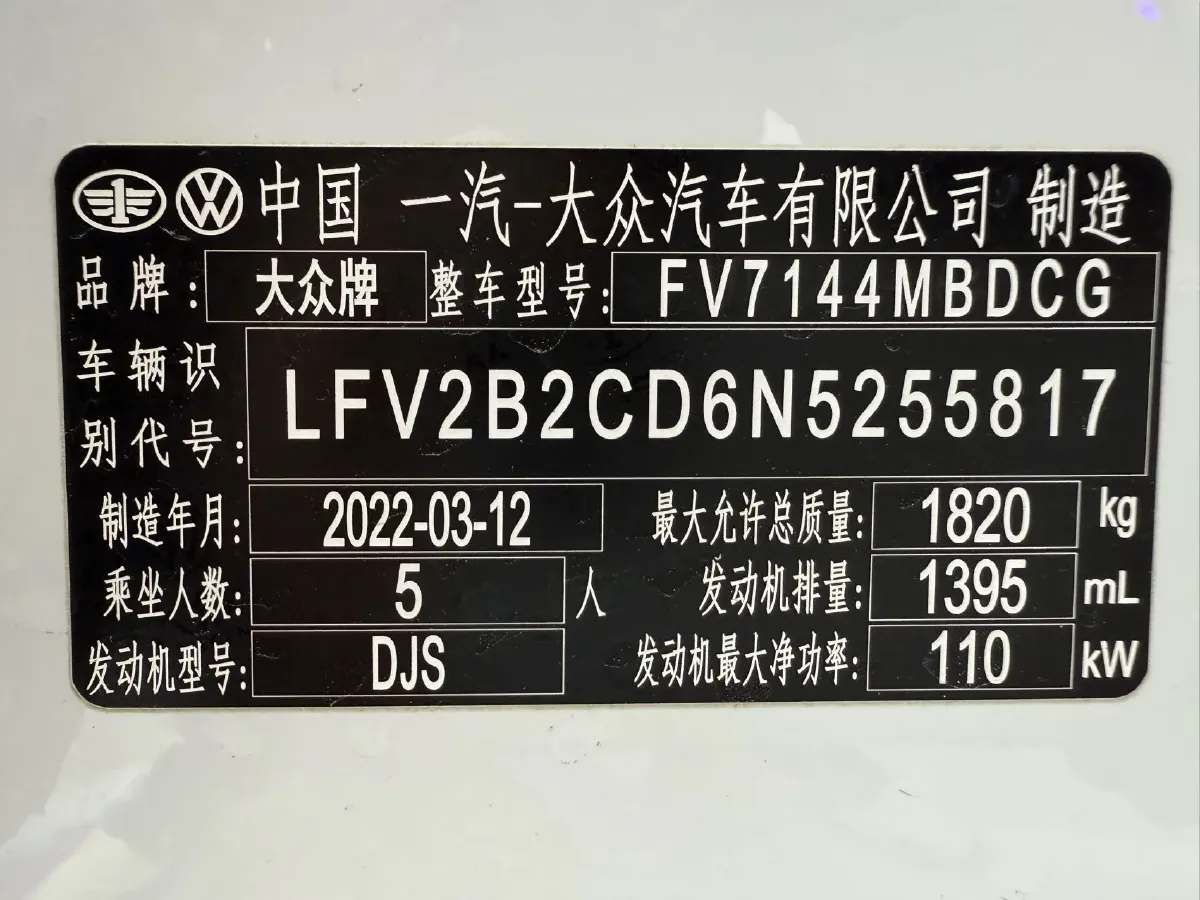 中国 一汽-大众汽车有限公司 制造
品牌: 大众牌 整车型号: FV7144MBDCG
车辆识别代号: LFV2B2CD6N5255817
制造年月: 2022-03-12 最大允许总质量: 1820 kg
乘坐人数: 5 人 发动机排量: 1395 mL
发动机型号: DJS 发动机最大净功率: 110 kW